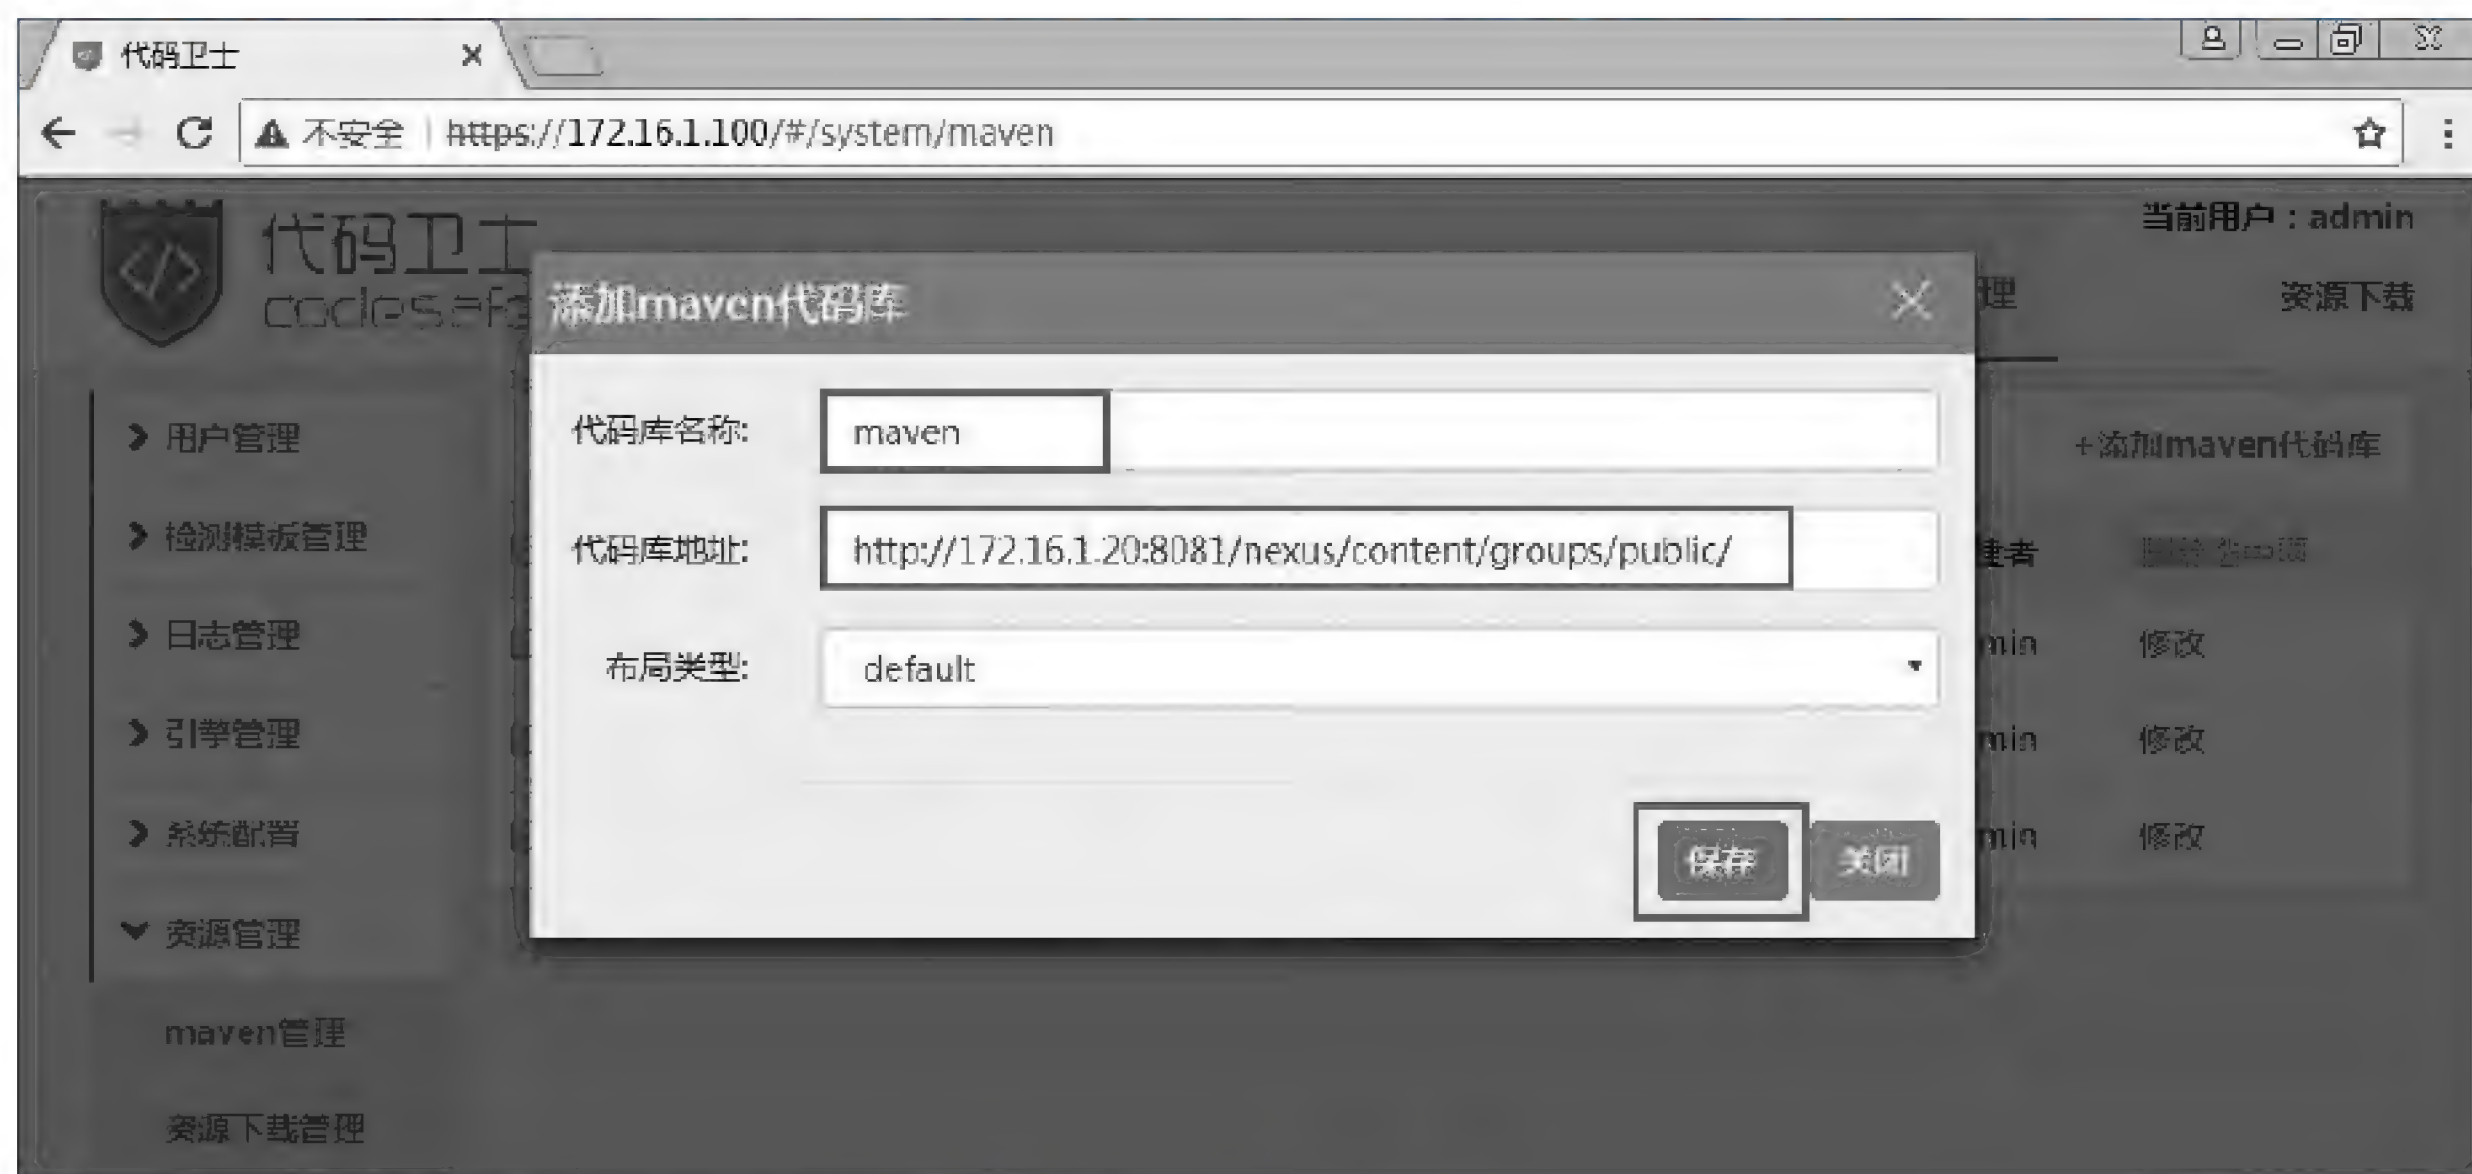 代码卫士
不安全 https://172.16.1.100/#/system/maven
代码卫士
当前用户：admin
codesafe
理
资源下载
添加maven代码库
代码库名称:
maven
代码库地址:
http://172.16.1.20:8081/nexus/content/groups/public/
布局类型:
default
保存
关闭
用户管理
检测模板管理
日志管理
引擎管理
系统配置
资源管理
maven管理
资源下载管理
+添加maven代码库
建者
min
修改
min
修改
min
修改